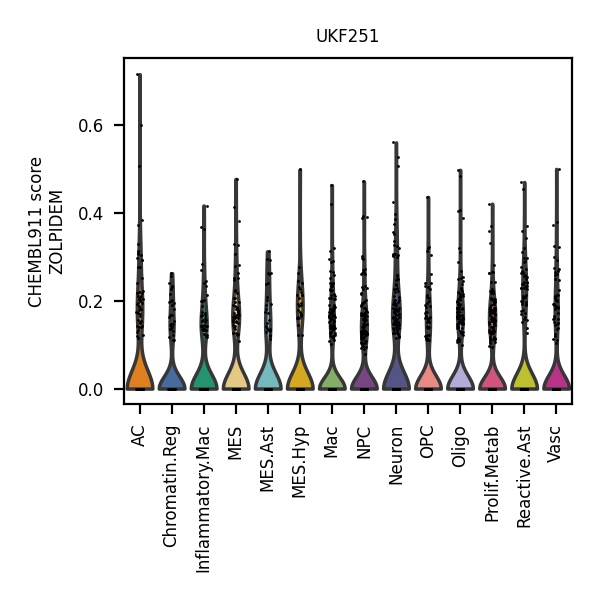 UKF251
CHEMBL911 score
ZOLPIDEM
0.6
0.4
0.2
0.0
AC
Chromatin.Reg
Inflammatory.Mac
MES
MES.Ast
MES.Hyp
Mac
NPC
Neuron
OPC
Oligo
Prolif.Metab
Reactive.Ast
Vasc